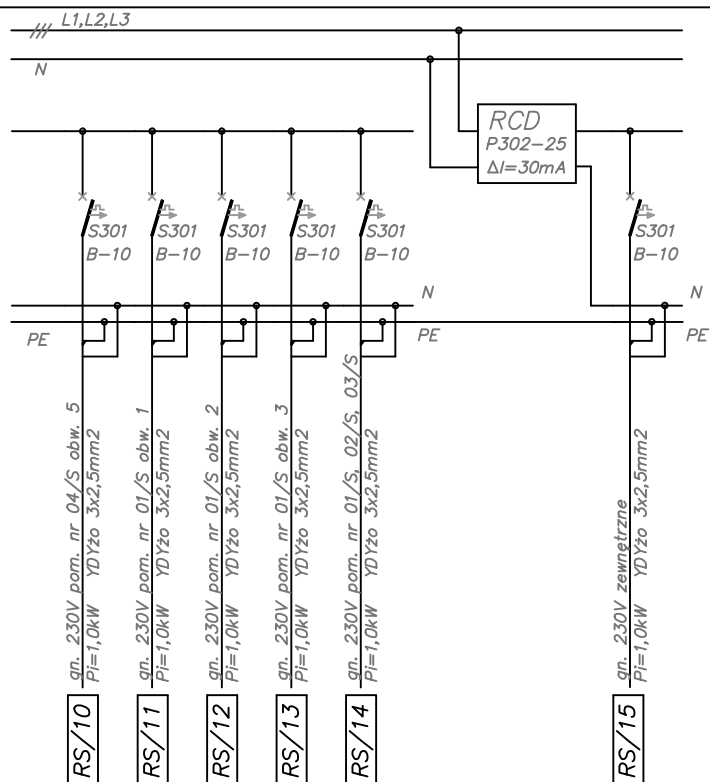 L1,L2,L3
N
RCD
P302-25
ΔI=30mA
S301
B-10
S301
B-10
S301
B-10
S301
B-10
S301
B-10
S301
B-10
N
N
PE
PE
PE
gn. 230V pom. nr 04/S obw. 5
Pi=1,0kW YDYżo 3x2,5mm2
gn. 230V pom. nr 01/S obw. 1
Pi=1,0kW YDYżo 3x2,5mm2
gn. 230V pom. nr 01/S obw. 2
Pi=1,0kW YDYżo 3x2,5mm2
gn. 230V pom. nr 01/S obw. 3
Pi=1,0kW YDYżo 3x2,5mm2
gn. 230V pom. nr 01/S, 02/S, 03/S
Pi=1,0kW YDYżo 3x2,5mm2
gn. 230V zewnętrzne
Pi=1,0kW YDYżo 3x2,5mm2
RS/10
RS/11
RS/12
RS/13
RS/14
RS/15